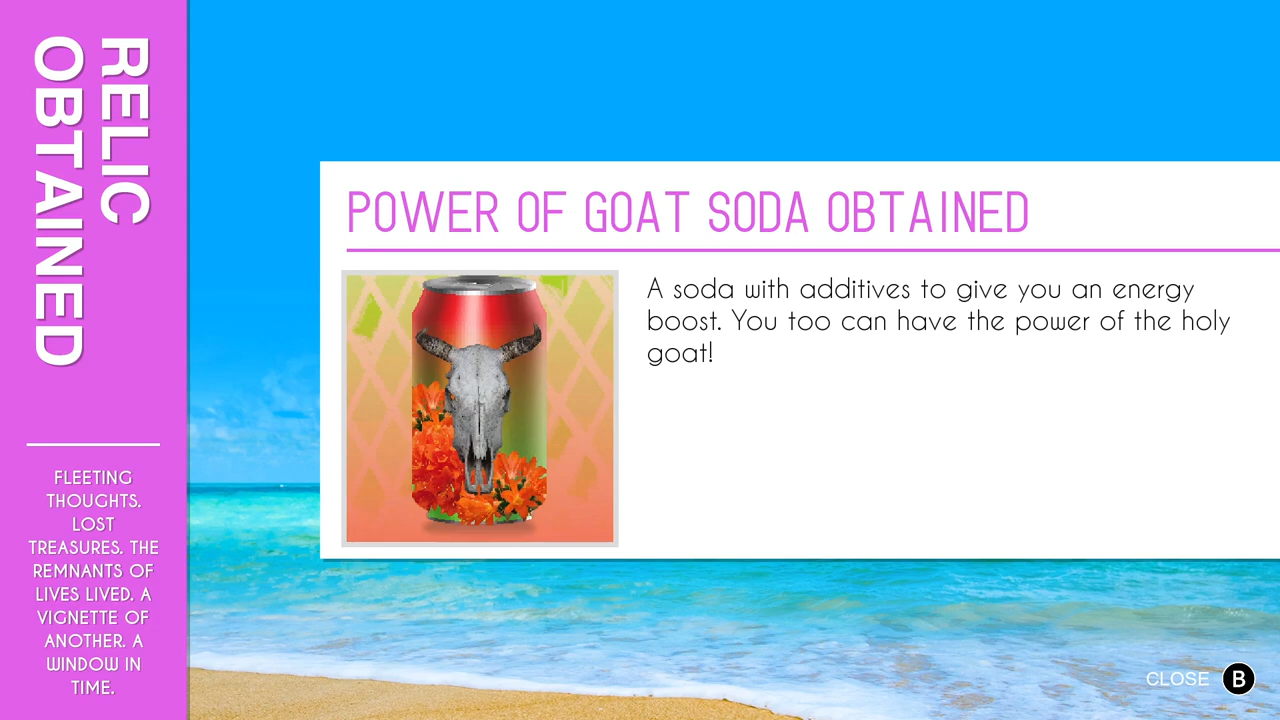 RELIC
OBTAINED
FLEETING
THOUGHTS.
LOST
TREASURES. THE
REMNANTS OF
LIVES LIVED. A
VIGNETTE OF
ANOTHER. A
WINDOW IN
TIME.
POWER OF GOAT SODA OBTAINED
A soda with additives to give you an energy
boost. You too can have the power of the holy
goat!
CLOSE B